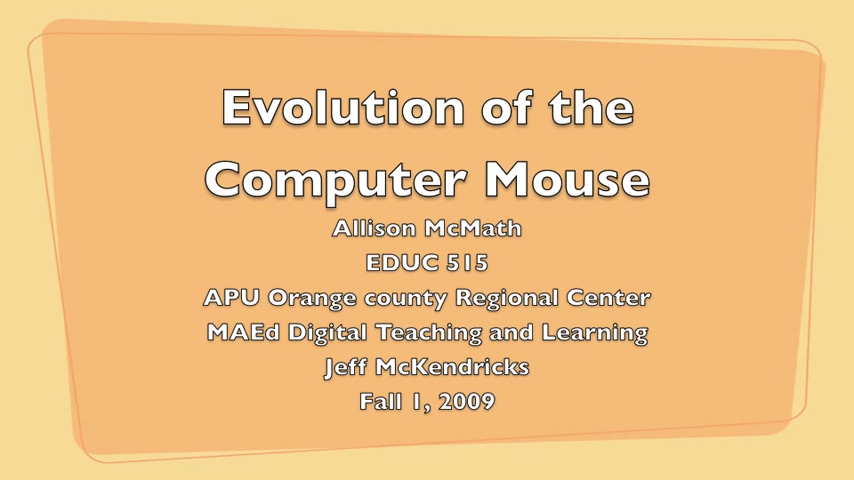 Evolution of the
Computer Mouse
Allison McMath
EDUC 515
APU Orange county Regional Center
MAEd Digital Teaching and Learning
Jeff McKendricks
Fall 1, 2009